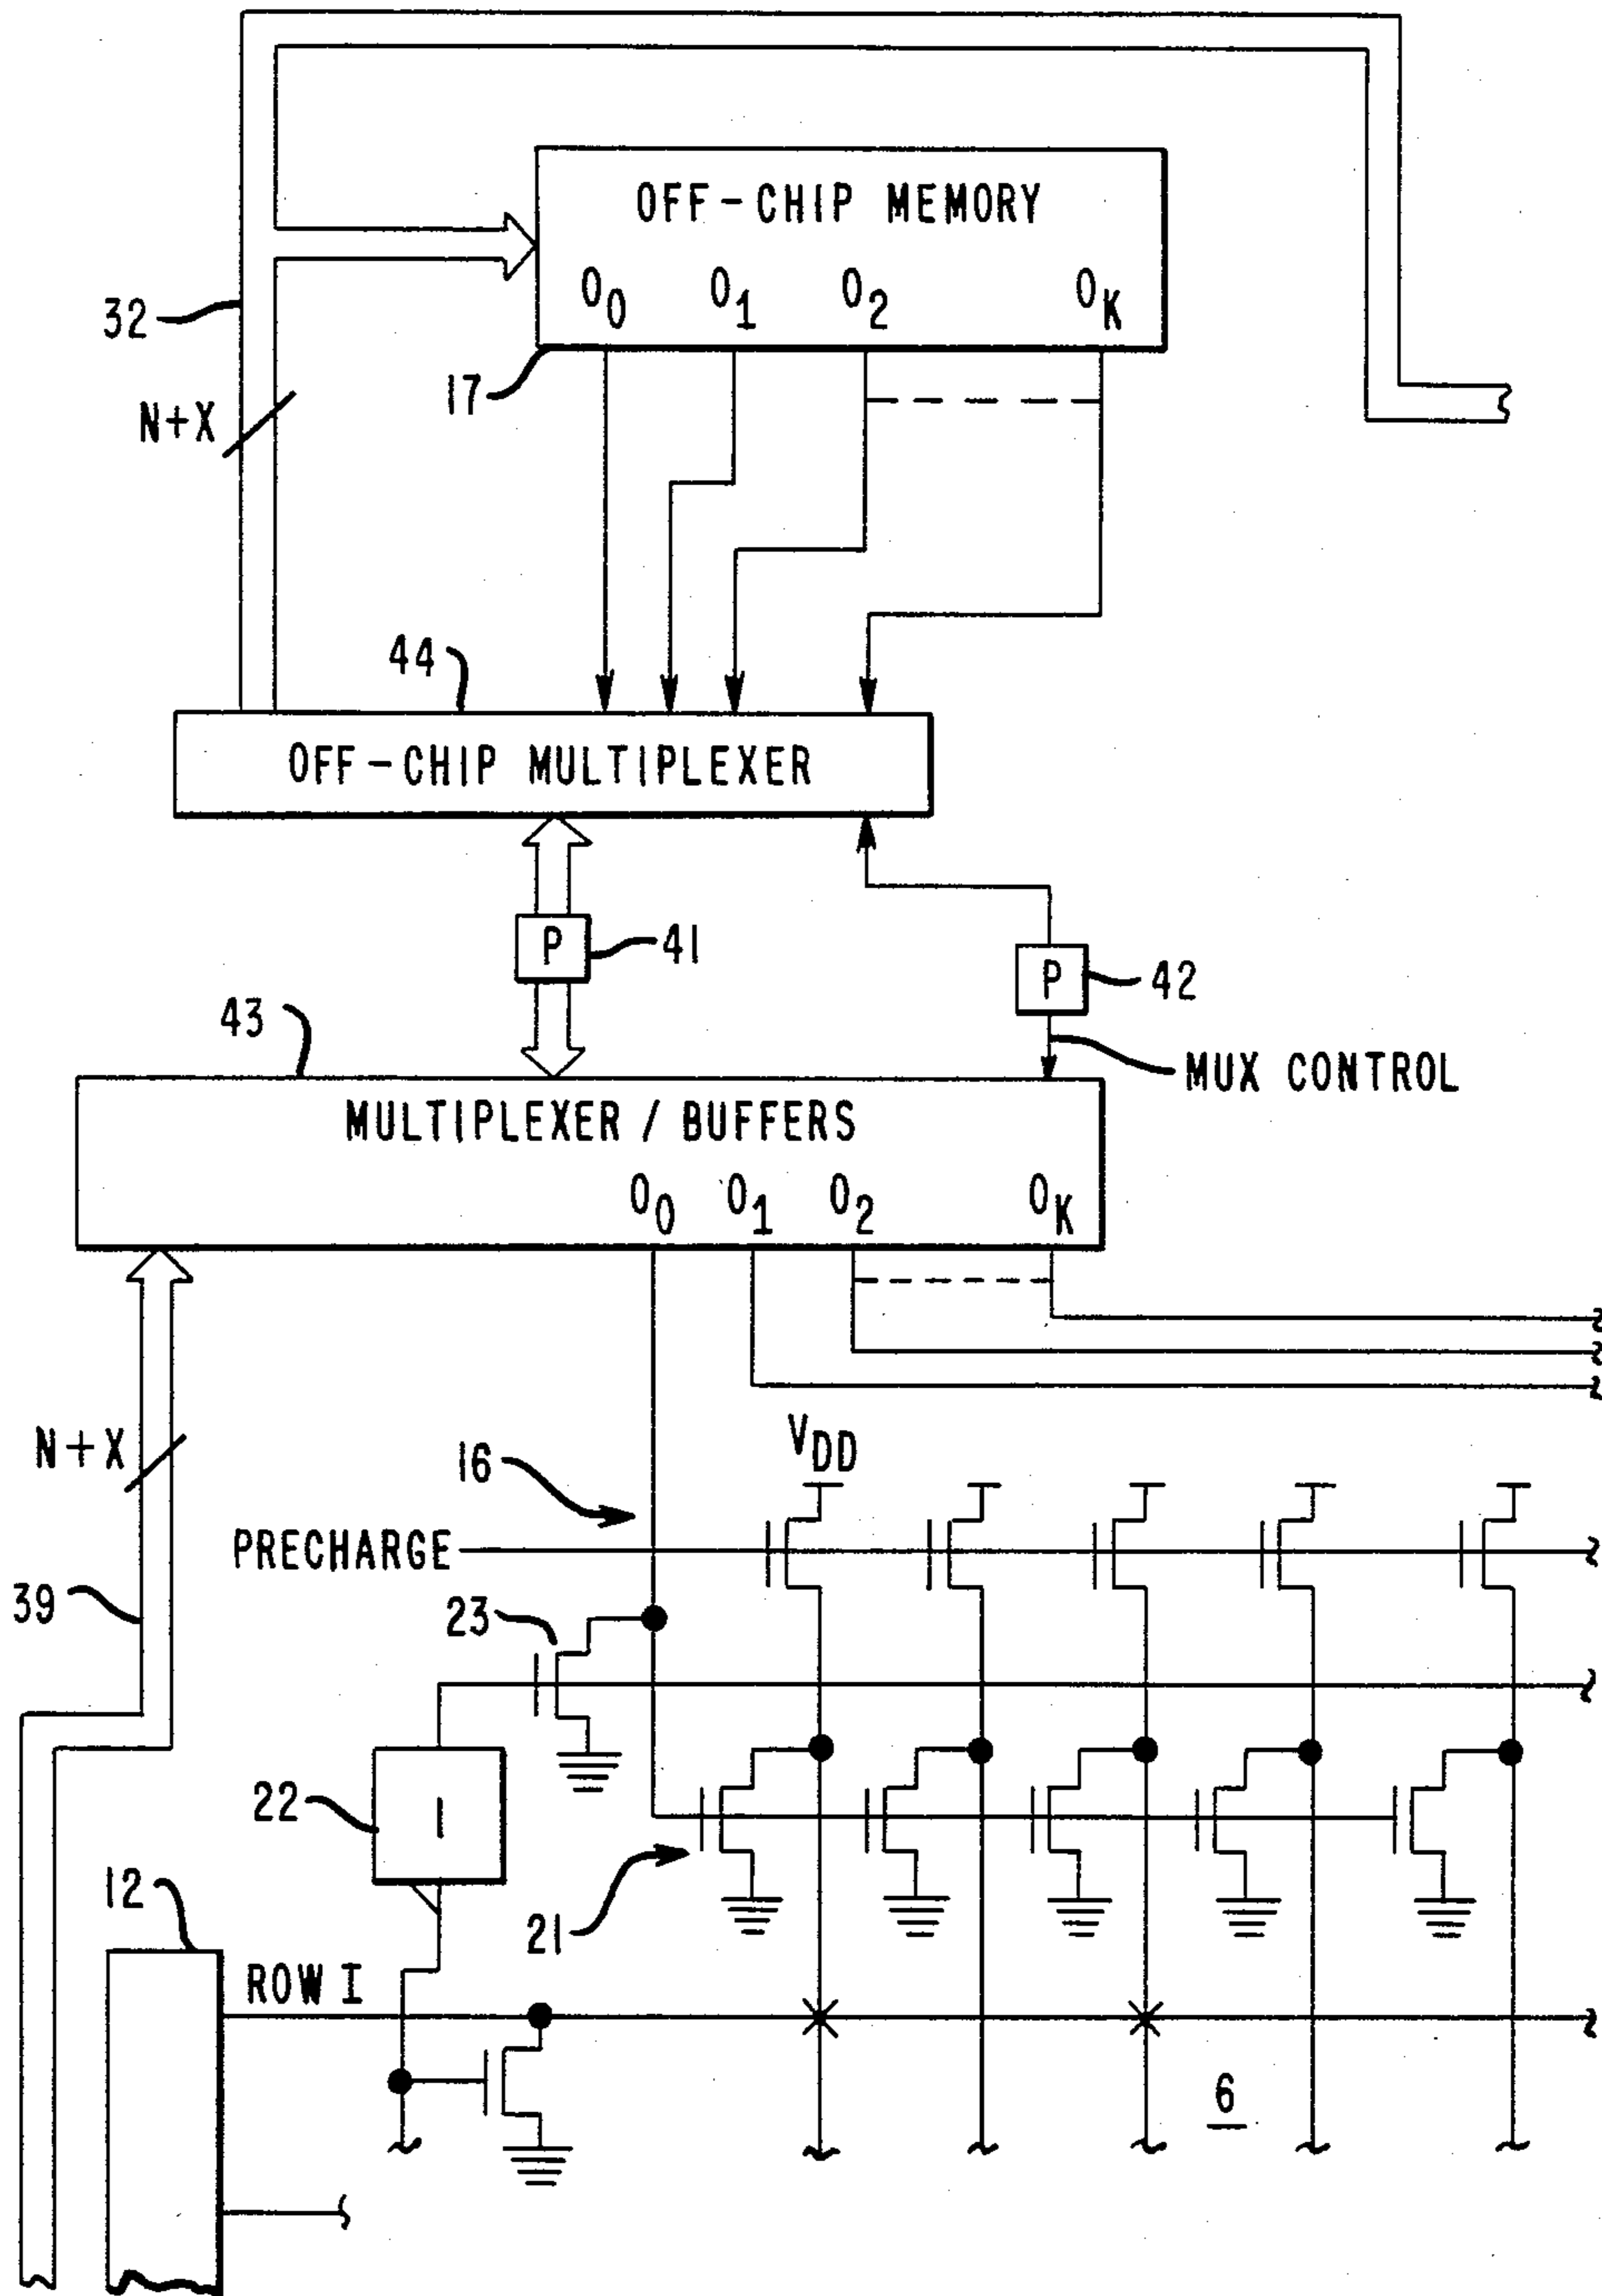 OFF-CHIP MEMORY
O0 O1 O2 OK
32
17
N+X
44
OFF-CHIP MULTIPLEXER
P
41
P
42
43
MUX CONTROL
MULTIPLEXER / BUFFERS
O0 O1 O2 OK
N+X
16
VDD
PRECHARGE
39
23
22
I
12
21
ROW I
6